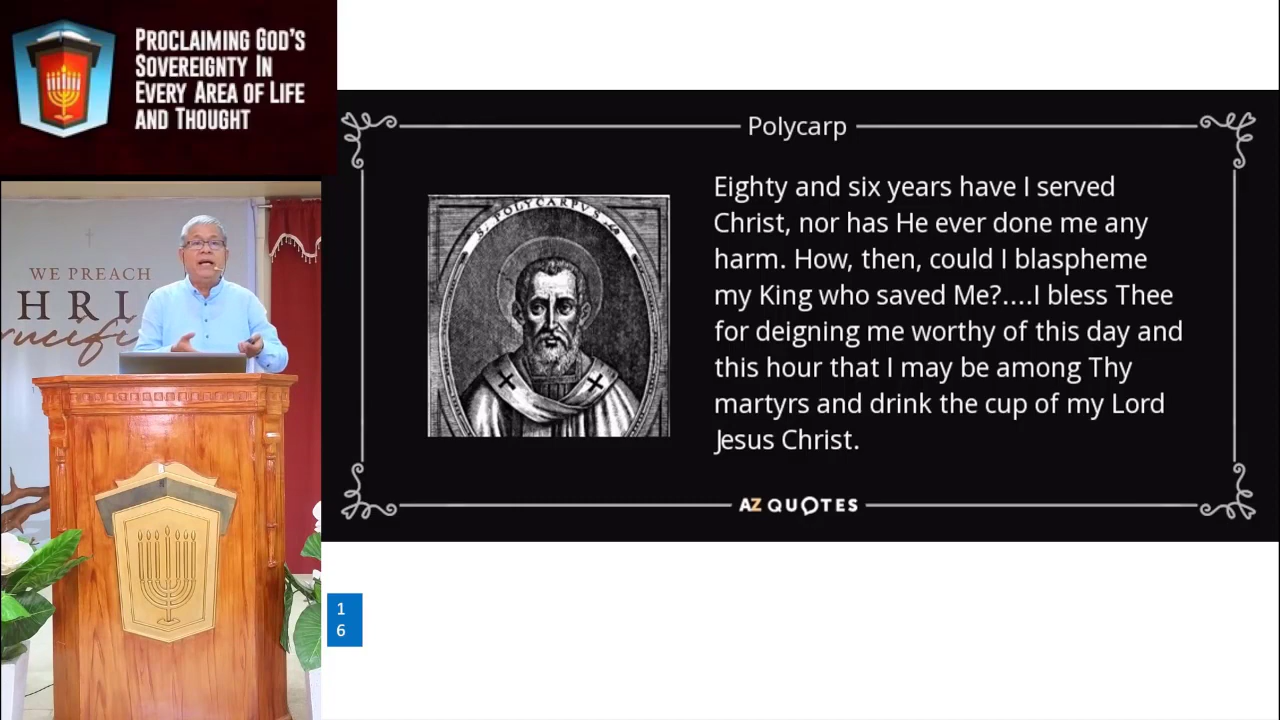 PROCLAIMING GOD'S
SOVEREIGNTY IN
EVERY AREA OF LIFE
AND THOUGHT
WE PREACH
HRI
rucifi
Polycarp
S. POLYCARPVS.
Eighty and six years have I served
Christ, nor has He ever done me any
harm. How, then, could I blaspheme
my King who saved Me?....I bless Thee
for deigning me worthy of this day and
this hour that I may be among Thy
martyrs and drink the cup of my Lord
Jesus Christ.
AZ QUOTES
1
6